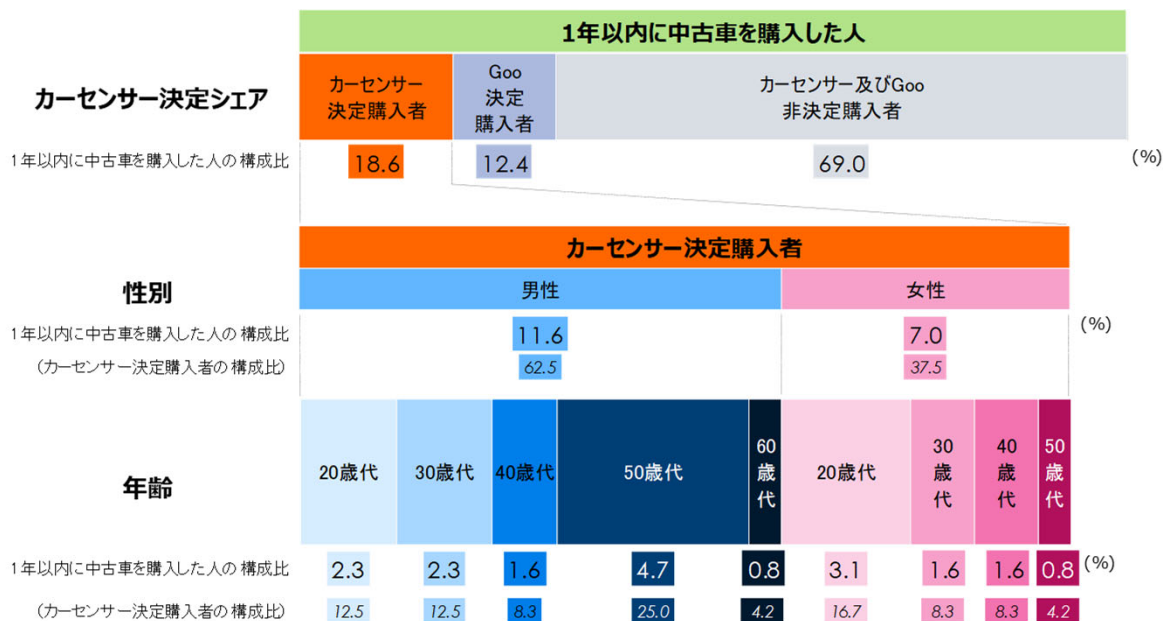 1年以内に中古車を購入した人
カーセンサー決定シェア
カーセンサー
決定購入者
Goo
決定
購入者
カーセンサー及びGoo
非決定購入者
1年以内に中古車を購入した人の構成比
18.6
12.4
69.0
(%)
カーセンサー決定購入者
性別
男性
女性
1年以内に中古車を購入した人の構成比
11.6
7.0
(%)
(カーセンサー決定購入者の構成比)
62.5
37.5
年齢
20歳代
30歳代
40歳代
50歳代
60
歳
代
20歳代
30
歳
代
40
歳
代
50
歳
代
1年以内に中古車を購入した人の構成比
2.3
2.3
1.6
4.7
0.8
3.1
1.6
1.6
0.8
(%)
(カーセンサー決定購入者の構成比)
12.5
12.5
8.3
25.0
4.2
16.7
8.3
8.3
4.2